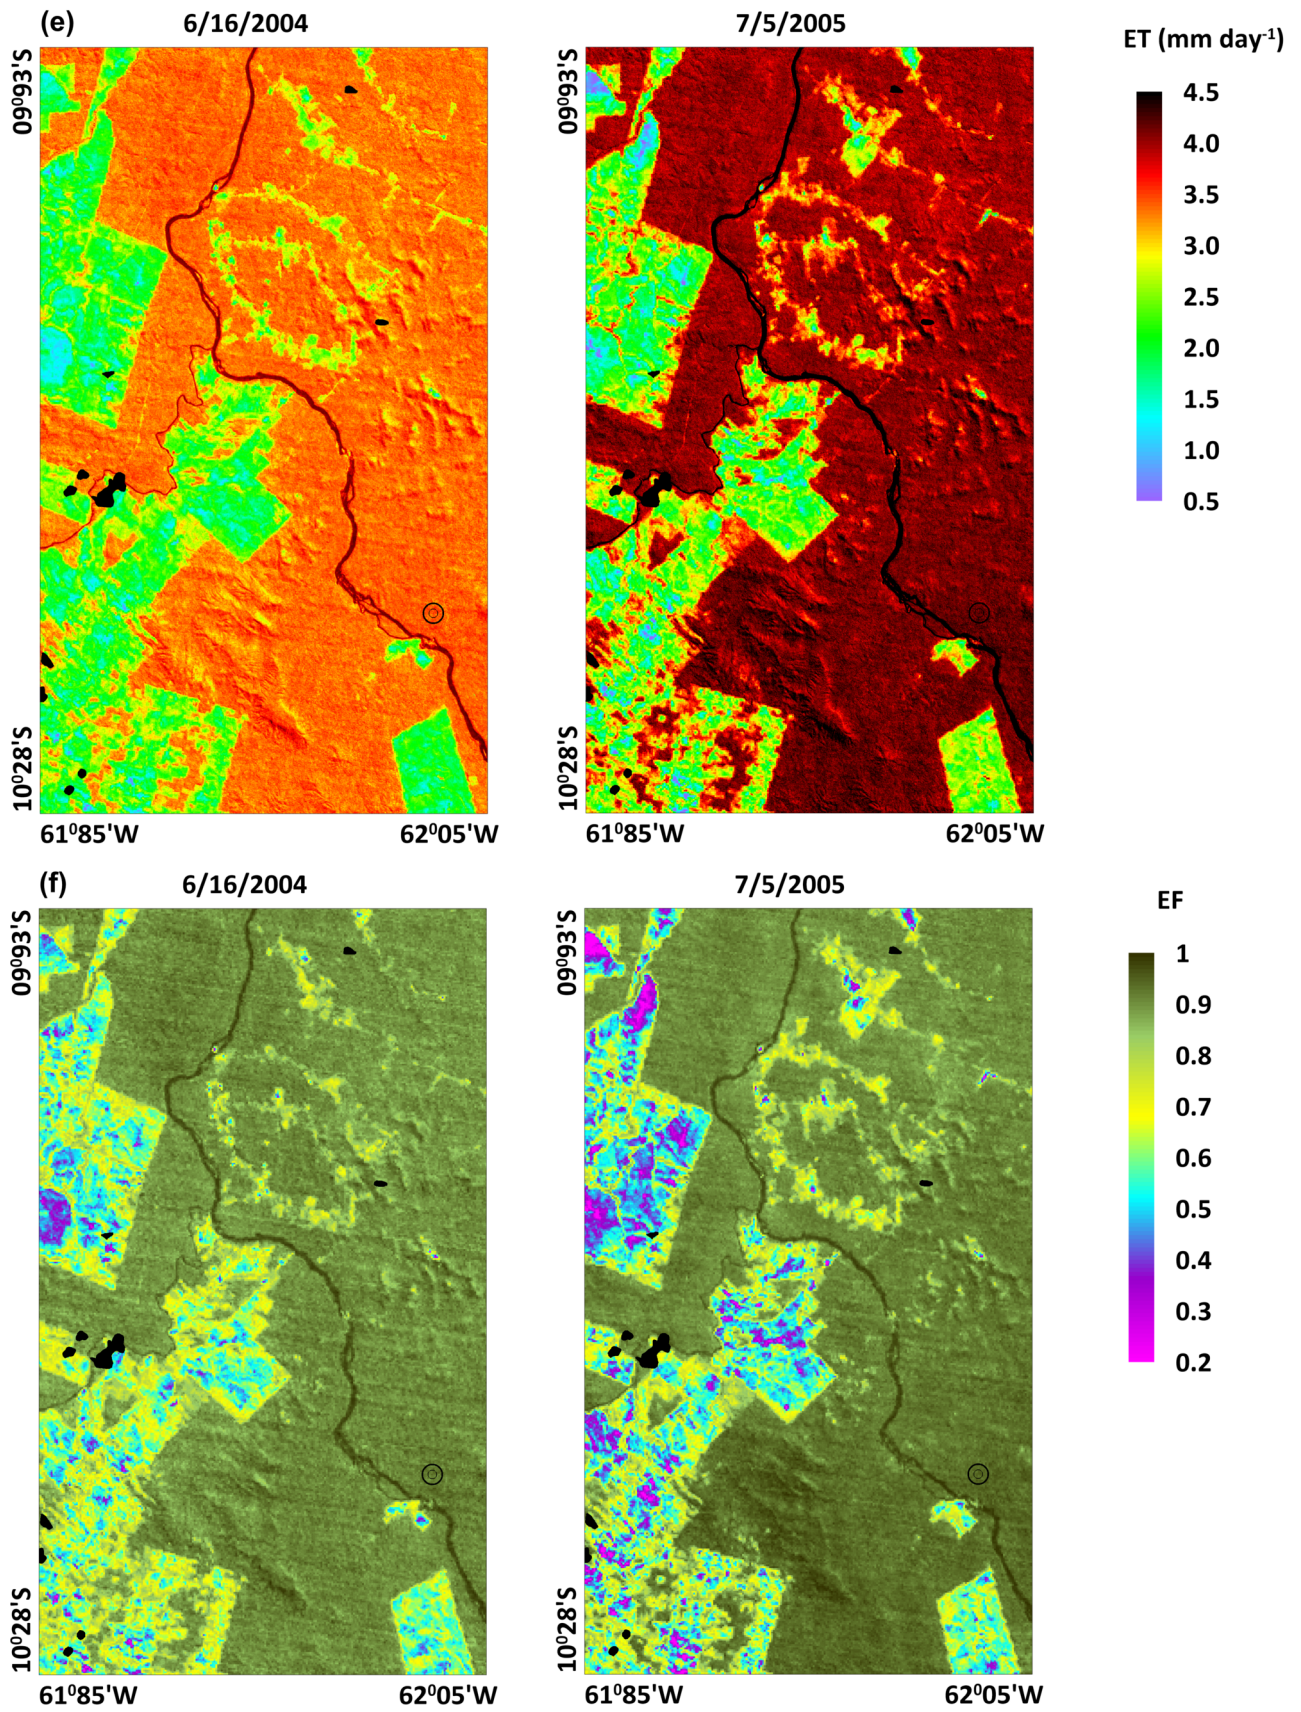 (e) 6/16/2004 7/5/2005
ET (mm day⁻¹)
09⁰93'S 09⁰93'S
4.5
4.0
3.5
3.0
2.5
2.0
1.5
1.0
0.5
10⁰28'S 10⁰28'S
61⁰85'W 62⁰05'W 61⁰85'W 62⁰05'W
(f) 6/16/2004 7/5/2005
EF
09⁰93'S 09⁰93'S
1
0.9
0.8
0.7
0.6
0.5
0.4
0.3
0.2
10⁰28'S 10⁰28'S
61⁰85'W 62⁰05'W 61⁰85'W 62⁰05'W